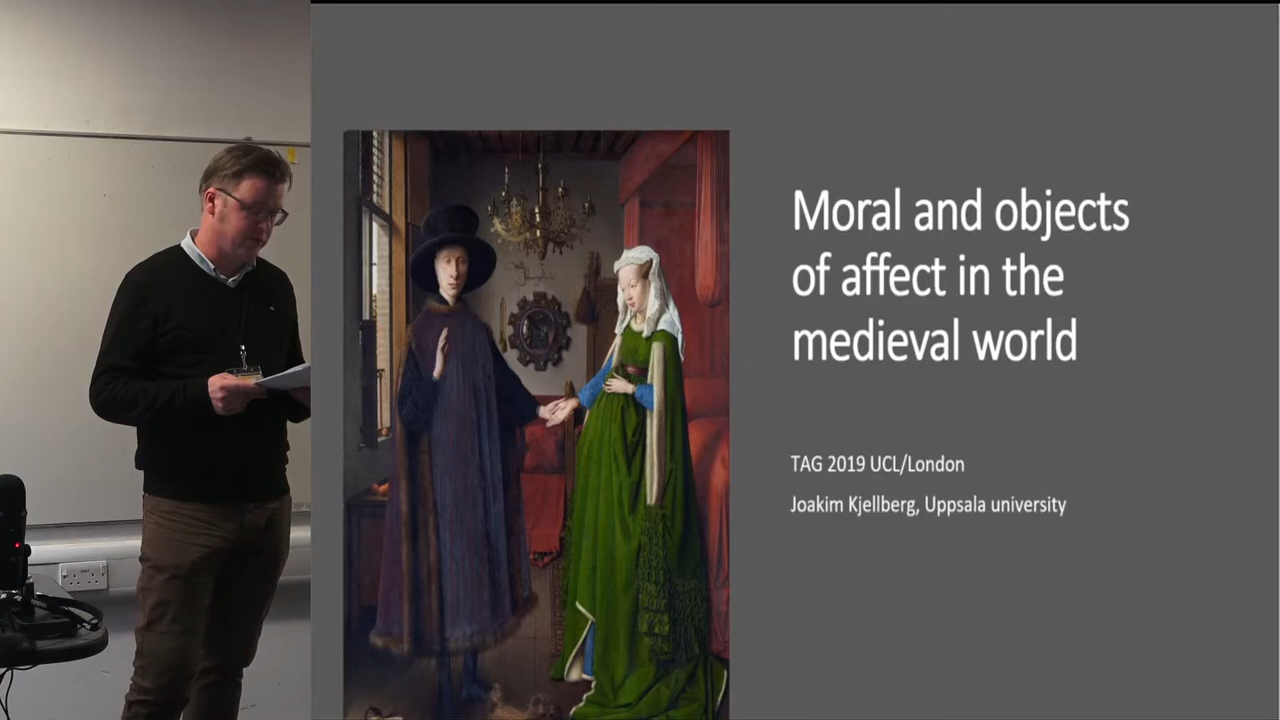 Moral and objects
of affect in the
medieval world
TAG 2019 UCL/London
Joakim Kjellberg, Uppsala university